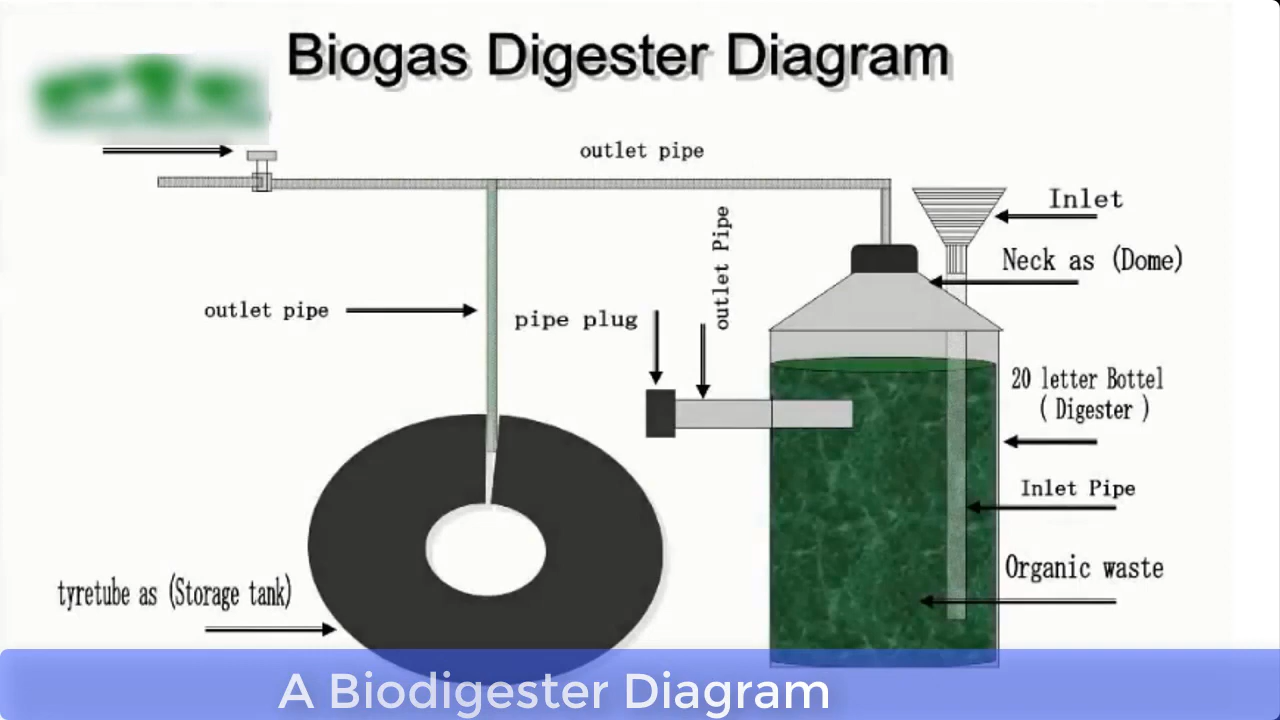 Biogas Digester Diagram
outlet pipe
Inlet
outlet Pipe
Neck as (Dome)
outlet pipe
pipe plug
20 letter Bottel
( Digester )
Inlet Pipe
Organic waste
tyretube as (Storage tank)
A Biodigester Diagram